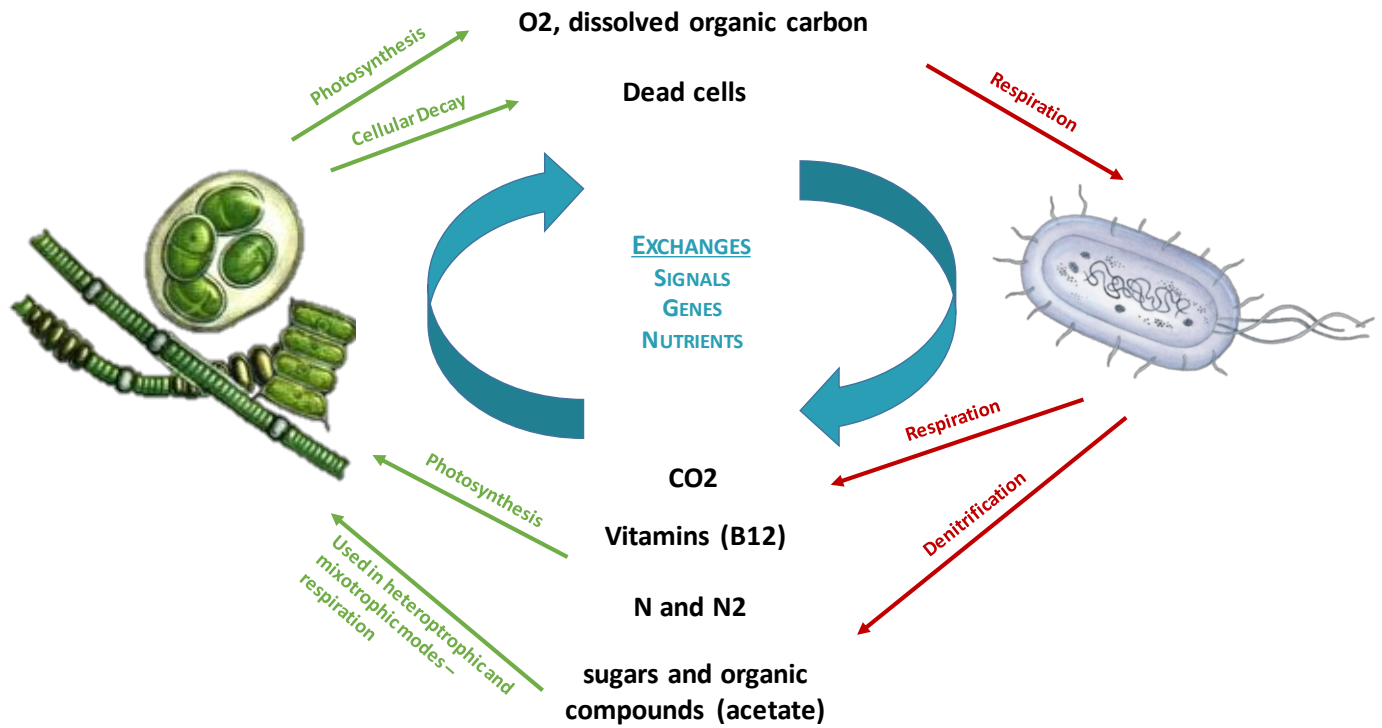 O2, dissolved organic carbon
Photosynthesis
Respiration
Dead cells
Cellular Decay
EXCHANGES
SIGNALS
GENES
NUTRIENTS
Respiration
CO2
Photosynthesis
Denitrification
Vitamins (B12)
Used in heteroptrophic and
mixotrophic modes –
respiration
N and N2
sugars and organic
compounds (acetate)